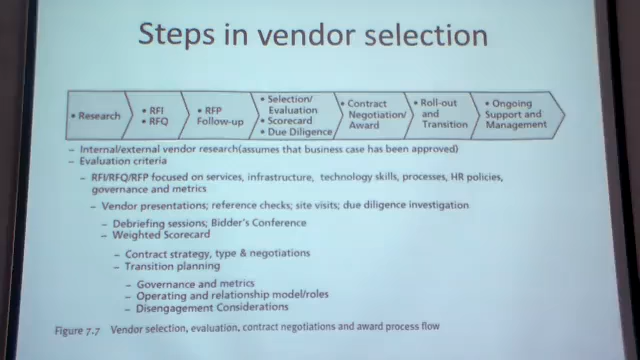 Steps in vendor selection
• Research
• RFI
• RFQ
• RFP
Follow-up
• Selection/
Evaluation
• Scorecard
• Due Diligence
• Contract
Negotiation/
Award
• Roll-out
and
Transition
• Ongoing
Support and
Management
– Internal/external vendor research(assumes that business case has been approved)
– Evaluation criteria
– RFI/RFQ/RFP focused on services, infrastructure, technology skills, processes, HR policies,
governance and metrics
– Vendor presentations; reference checks; site visits; due diligence investigation
– Debriefing sessions; Bidder's Conference
– Weighted Scorecard
– Contract strategy, type & negotiations
– Transition planning
– Governance and metrics
– Operating and relationship model/roles
– Disengagement Considerations
Figure 7.7 Vendor selection, evaluation, contract negotiations and award process flow